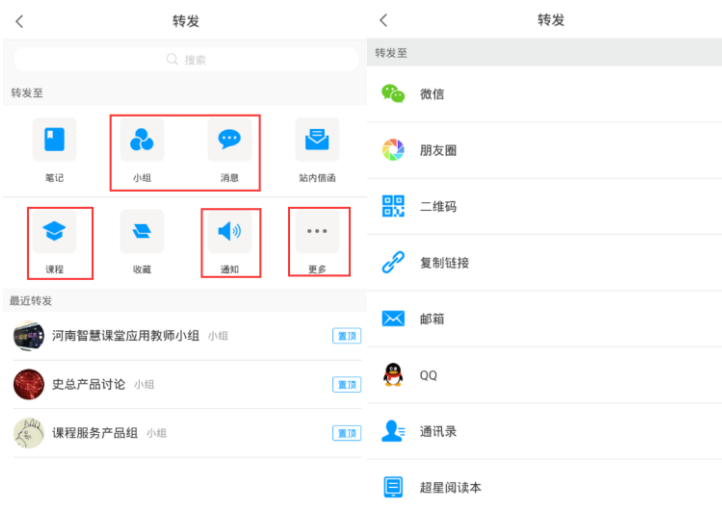 转发
搜索
转发至
笔记
小组
消息
站内信函
课程
收藏
通知
更多
最近转发
河南智慧课堂应用教师小组 小组
置顶
史总产品讨论 小组
置顶
课程服务产品组 小组
置顶
转发
转发至
微信
朋友圈
二维码
复制链接
邮箱
QQ
通讯录
超星阅读本